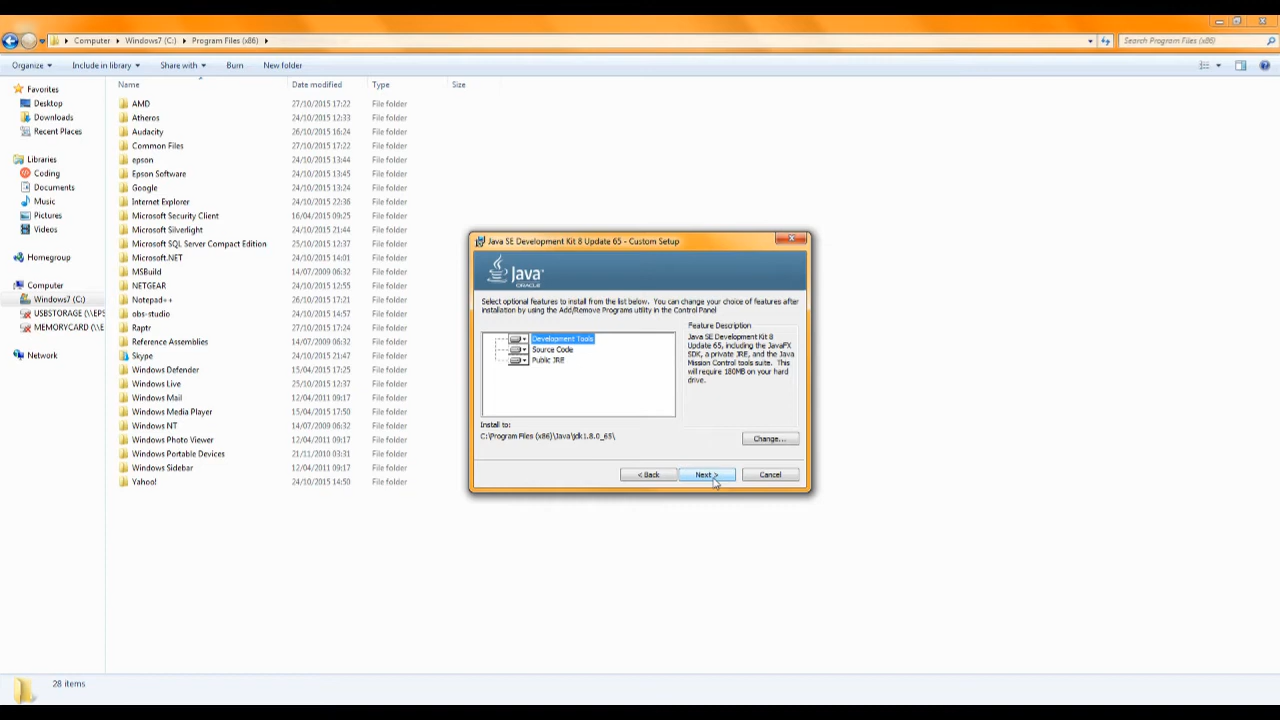 Computer ▸ Windows7 (C:) ▸ Program Files (x86) ▸
Search Program Files (x86)
Organize
Include in library
Share with
Burn
New folder
Name
Date modified
Type
Size
Favorites
Desktop
Downloads
Recent Places
Libraries
Coding
Documents
Music
Pictures
Videos
Homegroup
Computer
Windows7 (C:)
USBSTORAGE (\\EPS
MEMORYCARD (\\E
Network
AMD 27/10/2015 17:22 File folder
Atheros 24/10/2015 12:33 File folder
Audacity 26/10/2015 16:24 File folder
Common Files 27/10/2015 17:22 File folder
epson 24/10/2015 13:44 File folder
Epson Software 24/10/2015 13:45 File folder
Google 24/10/2015 13:24 File folder
Internet Explorer 24/10/2015 22:36 File folder
Microsoft Security Client 16/04/2015 09:25 File folder
Microsoft Silverlight 24/10/2015 21:44 File folder
Microsoft SQL Server Compact Edition 25/10/2015 12:37 File folder
Microsoft.NET 24/10/2015 14:01 File folder
MSBuild 14/07/2009 06:32 File folder
NETGEAR 24/10/2015 12:35 File folder
Notepad++ 26/10/2015 17:21 File folder
obs-studio 24/10/2015 14:57 File folder
Raptr 27/10/2015 17:24 File folder
Reference Assemblies 14/07/2009 06:32 File folder
Skype 24/10/2015 21:47 File folder
Windows Defender 15/04/2015 17:25 File folder
Windows Live 25/10/2015 12:37 File folder
Windows Mail 12/04/2011 09:17 File folder
Windows Media Player 15/04/2015 17:50 File folder
Windows NT 14/07/2009 06:32 File folder
Windows Photo Viewer 12/04/2011 09:17 File folder
Windows Portable Devices 21/11/2010 03:31 File folder
Windows Sidebar 12/04/2011 09:17 File folder
Yahoo! 24/10/2015 14:50 File folder
Java SE Development Kit 8 Update 65 - Custom Setup
Java
ORACLE
Select optional features to install from the list below. You can change your choice of features after
installation by using the Add/Remove Programs utility in the Control Panel
Development Tools
Source Code
Public JRE
Feature Description
Java SE Development Kit 8
Update 65, including the JavaFX
SDK, a private JRE, and the Java
Mission Control tools suite. This
will require 180MB on your hard
drive.
Install to:
C:\Program Files (x86)\Java\jdk1.8.0_65\
Change...
< Back
Next >
Cancel
28 items